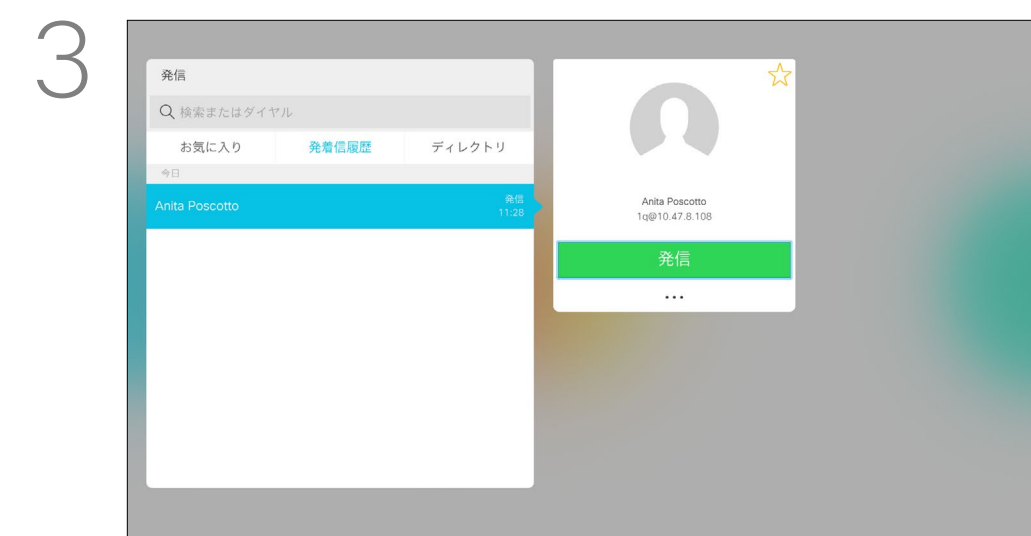 3
発信
検索またはダイヤル
お気に入り 発着信履歴 ディレクトリ
今日
Anita Poscotto 発信
11:28
Anita Poscotto
1q@10.47.8.108
発信
...